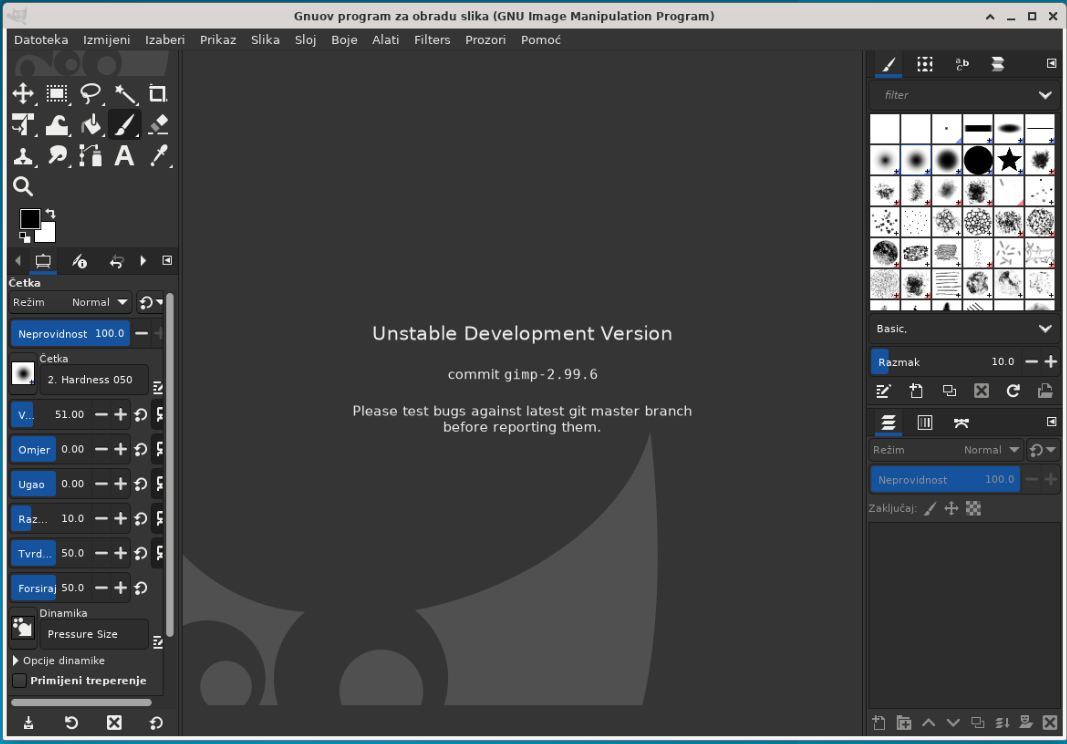 Gnuov program za obradu slika (GNU Image Manipulation Program)
Datoteka Izmijeni Izaberi Prikaz Slika Sloj Boje Alati Filters Prozori Pomoć
Četka
Režim Normal
Neprovidnost 100.0
Četka
2. Hardness 050
V... 51.00
Omjer 0.00
Ugao 0.00
Raz... 10.0
Tvrd... 50.0
Forsiraj 50.0
Dinamika
Pressure Size
Opcije dinamike
Primijeni treperenje
Unstable Development Version
commit gimp-2.99.6
Please test bugs against latest git master branch
before reporting them.
filter
Basic,
Razmak 10.0
Režim Normal
Neprovidnost 100.0
Zaključaj: